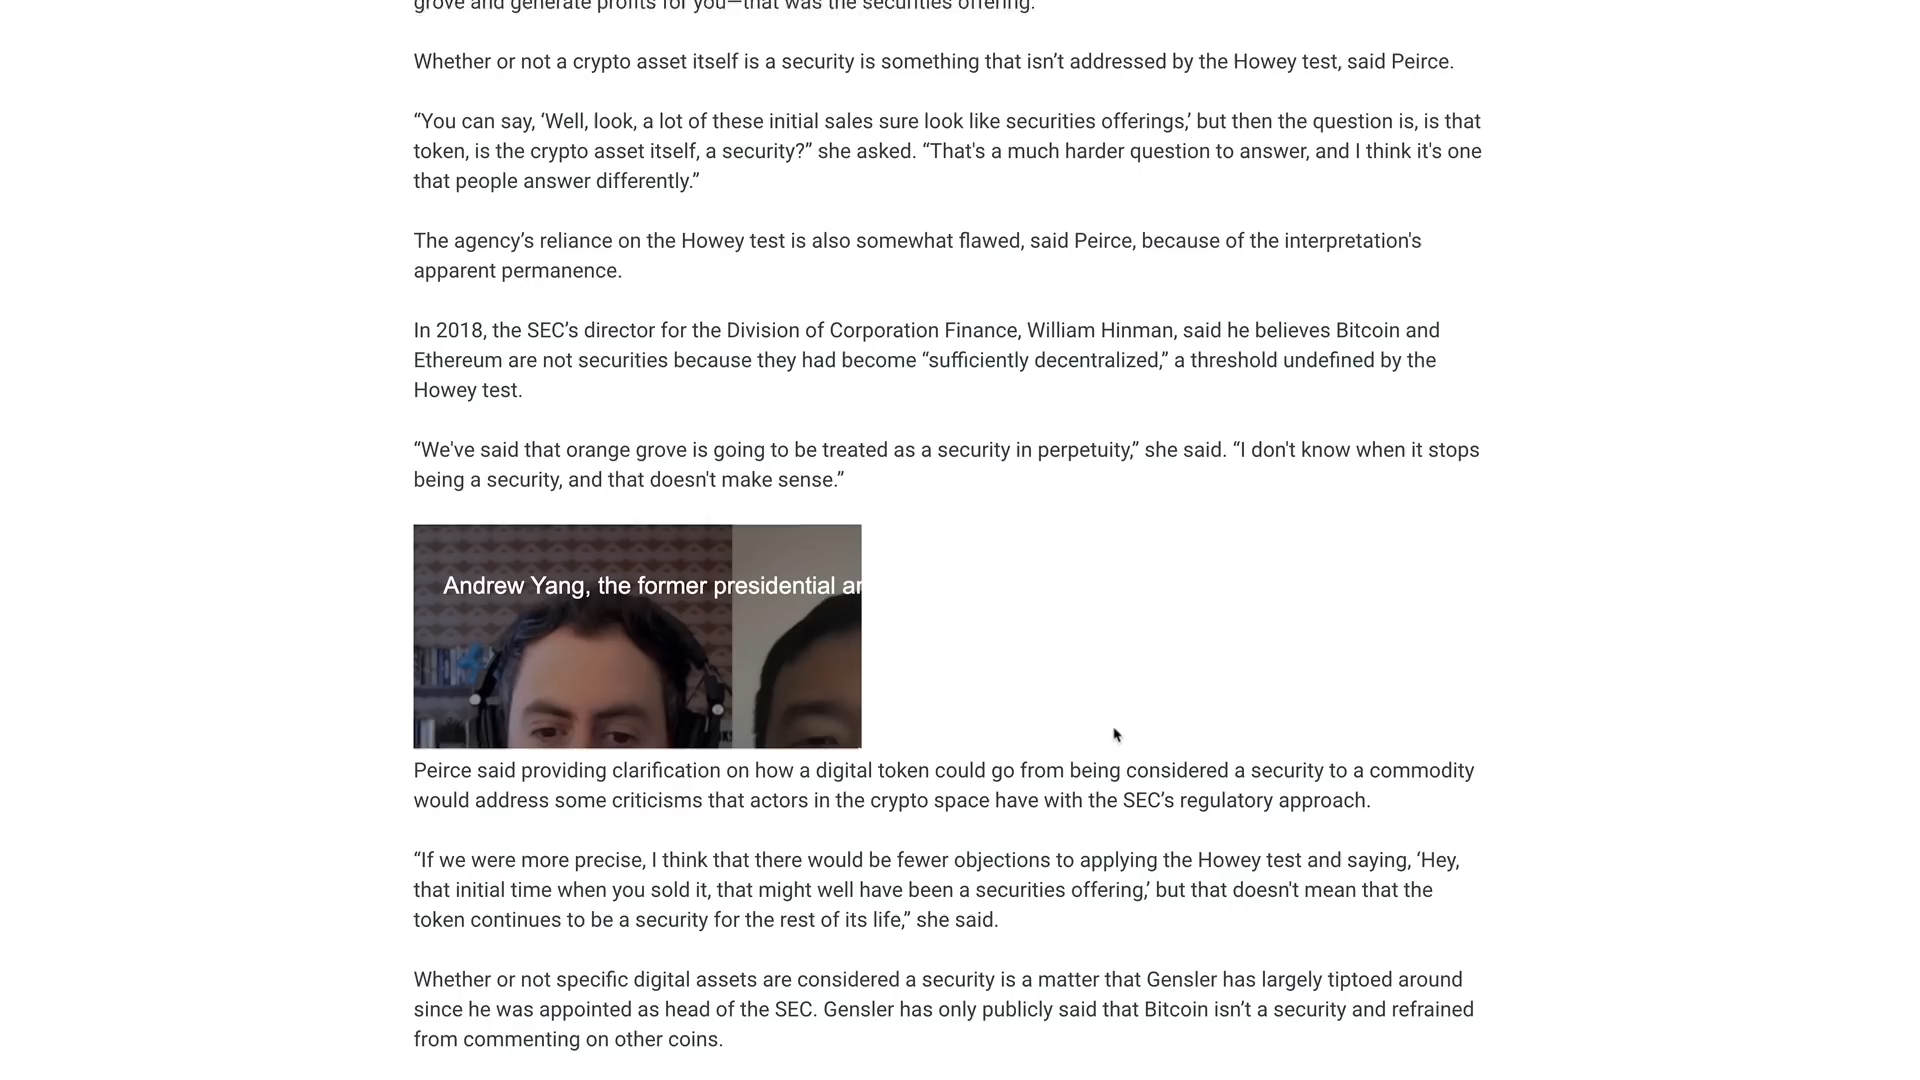 grove and generate profits for you—that was the securities offering.
Whether or not a crypto asset itself is a security is something that isn’t addressed by the Howey test, said Peirce.
“You can say, ‘Well, look, a lot of these initial sales sure look like securities offerings,’ but then the question is, is that
token, is the crypto asset itself, a security?” she asked. “That's a much harder question to answer, and I think it's one
that people answer differently.”
The agency’s reliance on the Howey test is also somewhat flawed, said Peirce, because of the interpretation's
apparent permanence.
In 2018, the SEC’s director for the Division of Corporation Finance, William Hinman, said he believes Bitcoin and
Ethereum are not securities because they had become “sufficiently decentralized,” a threshold undefined by the
Howey test.
“We've said that orange grove is going to be treated as a security in perpetuity,” she said. “I don't know when it stops
being a security, and that doesn't make sense.”
Andrew Yang, the former presidential
Peirce said providing clarification on how a digital token could go from being considered a security to a commodity
would address some criticisms that actors in the crypto space have with the SEC’s regulatory approach.
“If we were more precise, I think that there would be fewer objections to applying the Howey test and saying, ‘Hey,
that initial time when you sold it, that might well have been a securities offering,’ but that doesn't mean that the
token continues to be a security for the rest of its life,” she said.
Whether or not specific digital assets are considered a security is a matter that Gensler has largely tiptoed around
since he was appointed as head of the SEC. Gensler has only publicly said that Bitcoin isn’t a security and refrained
from commenting on other coins.